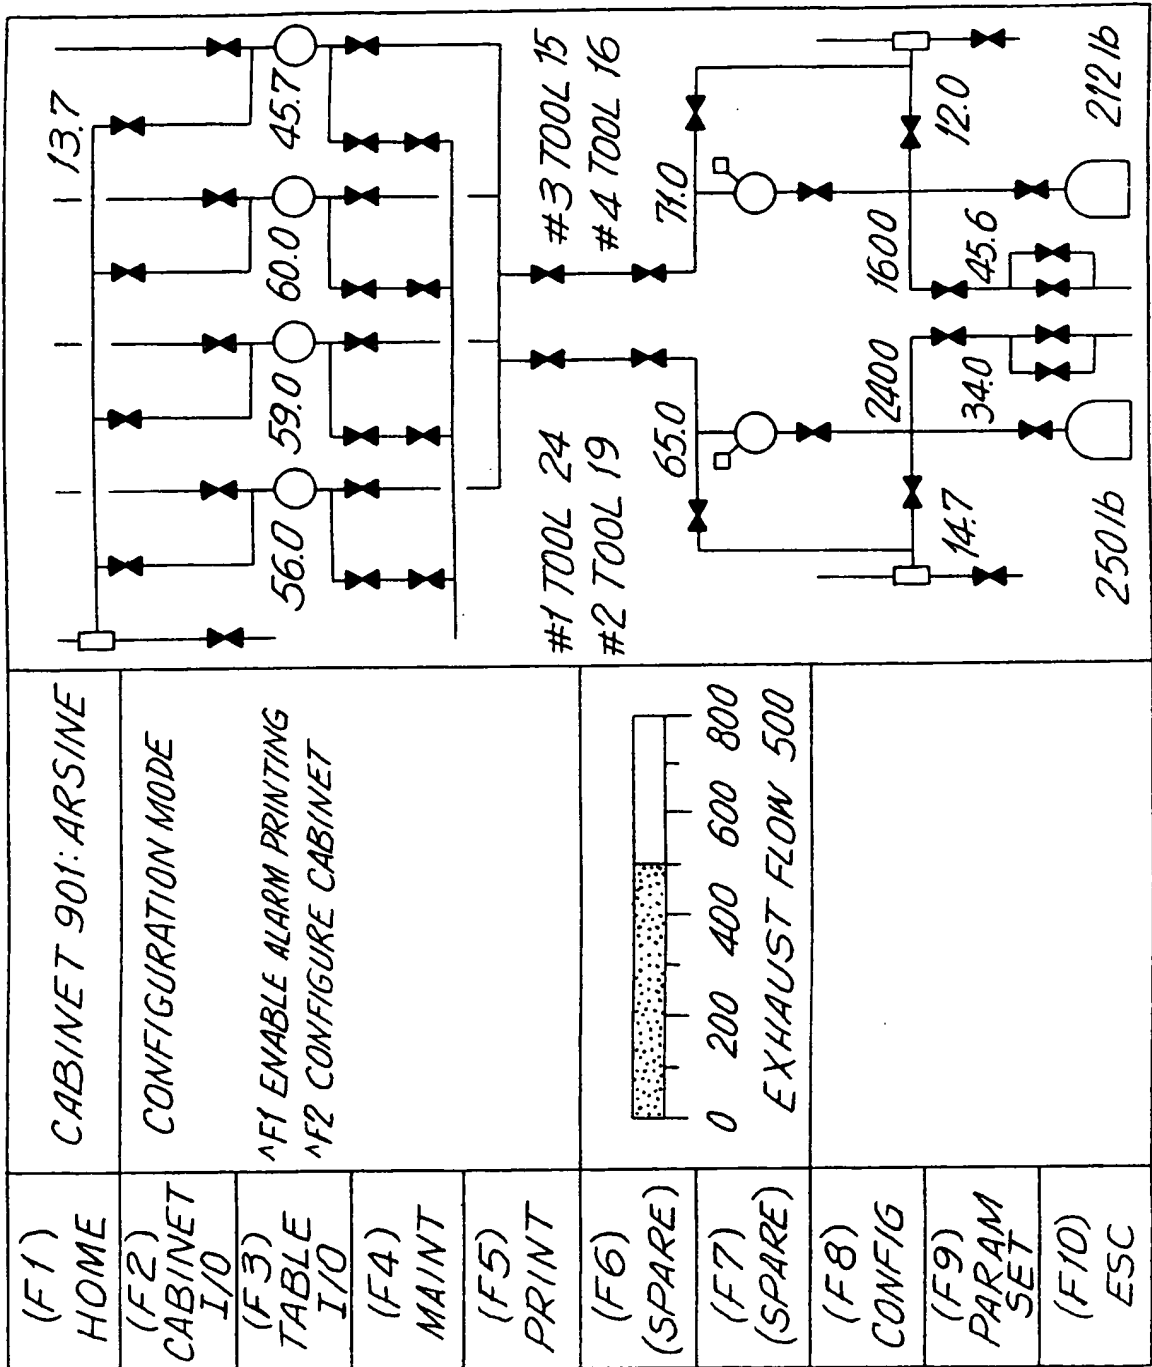 (F1)
HOME
(F2)
CABINET
I/O
(F3)
TABLE
I/O
(F4)
MAINT
(F5)
PRINT
(F6)
(SPARE)
(F7)
(SPARE)
(F8)
CONFIG
(F9)
PARAM
SET
(F10)
ESC
CABINET 901: ARSINE
CONFIGURATION MODE
^F1 ENABLE ALARM PRINTING
^F2 CONFIGURE CABINET
0 200 400 600 800
EXHAUST FLOW 500
13.7
56.0
59.0
60.0
45.7
#1 TOOL 24
#2 TOOL 19
#3 TOOL 15
#4 TOOL 16
65.0
71.0
2400
1600
14.7
34.0
45.6
12.0
250 lb
212 lb